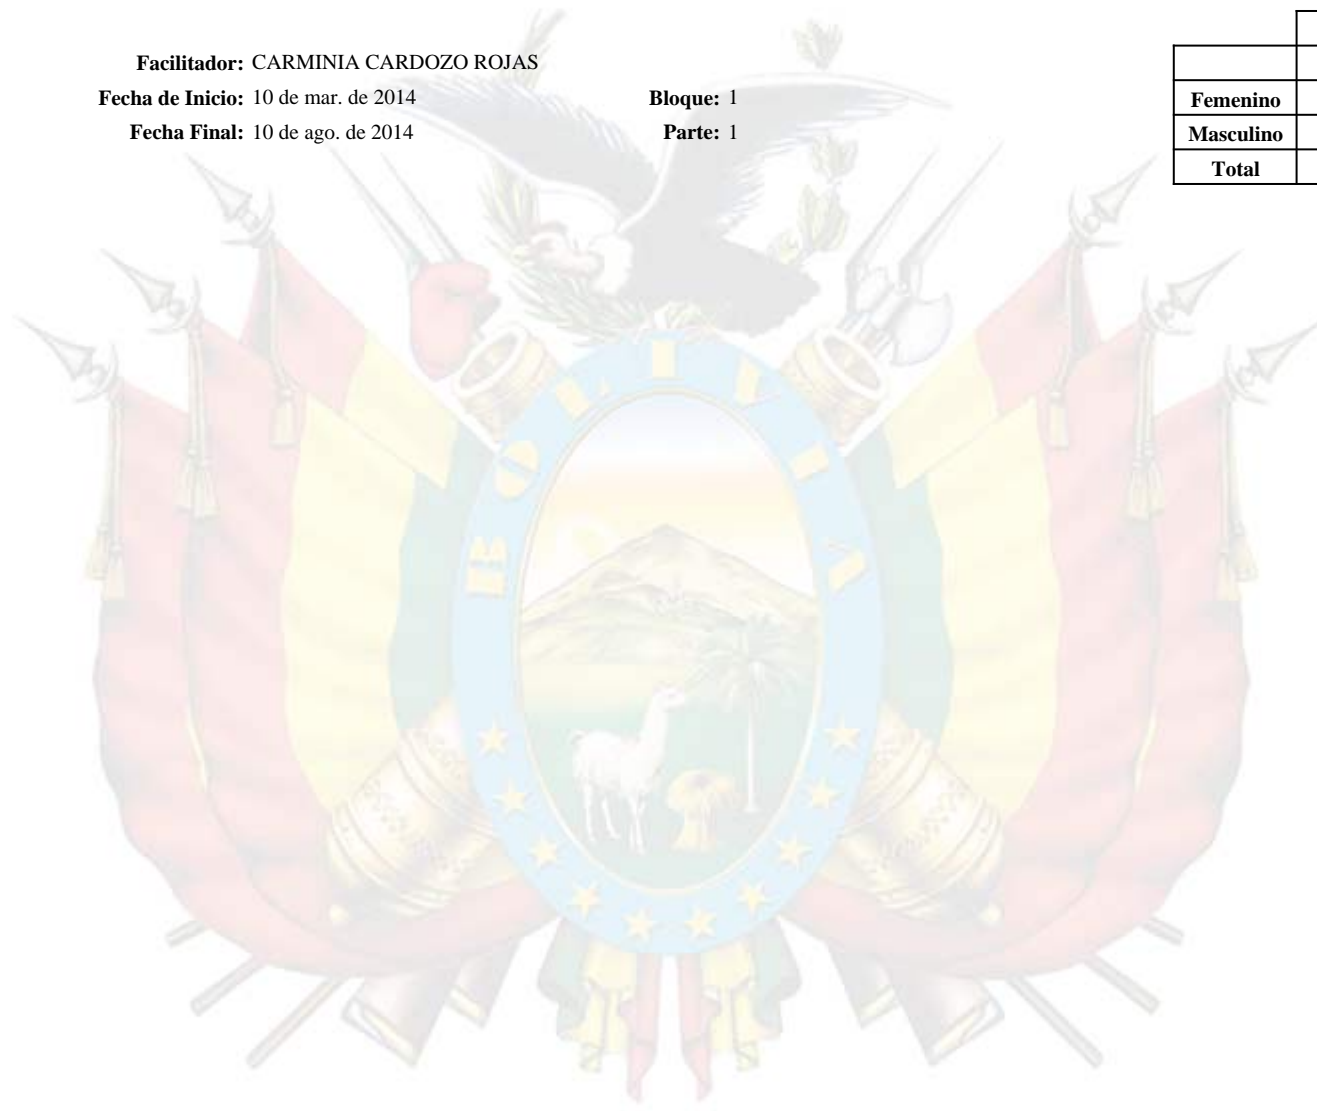 Facilitador: CARMINIA CARDOZO ROJAS
Fecha de Inicio: 10 de mar. de 2014 Bloque: 1
Fecha Final: 10 de ago. de 2014 Parte: 1
Femenino
Masculino
Total
BOLIVIA